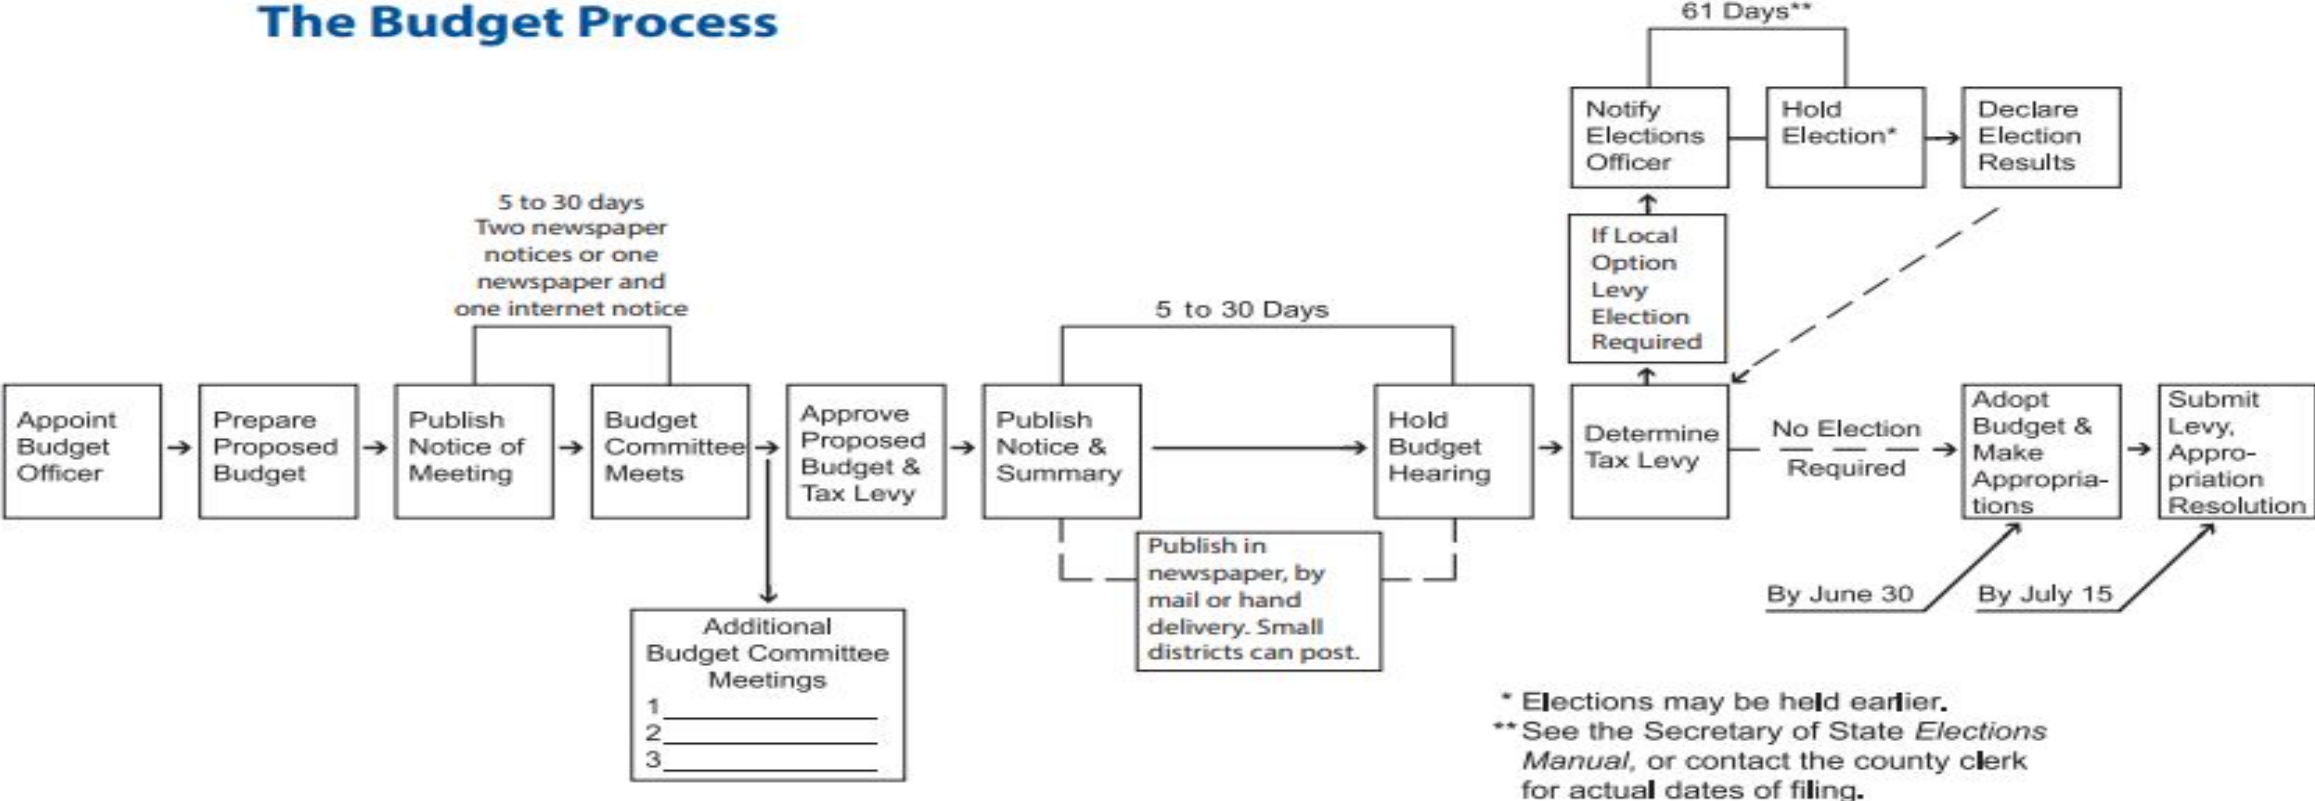 The Budget Process
61 Days**
Notify
Elections
Officer
Hold
Election*
Declare
Election
Results
5 to 30 days
Two newspaper
notices or one
newspaper and
one internet notice
If Local
Option
Levy
Election
Required
5 to 30 Days
Appoint
Budget
Officer
Prepare
Proposed
Budget
Publish
Notice of
Meeting
Budget
Committee
Meets
Approve
Proposed
Budget &
Tax Levy
Publish
Notice &
Summary
Hold
Budget
Hearing
Determine
Tax Levy
No Election
Required
Adopt
Budget &
Make
Appropria-
tions
Submit
Levy,
Appro-
priation
Resolution
Publish in
newspaper, by
mail or hand
delivery. Small
districts can post.
By June 30
By July 15
Additional
Budget Committee
Meetings
1
2
3
* Elections may be held earlier.
**See the Secretary of State Elections
Manual, or contact the county clerk
for actual dates of filing.